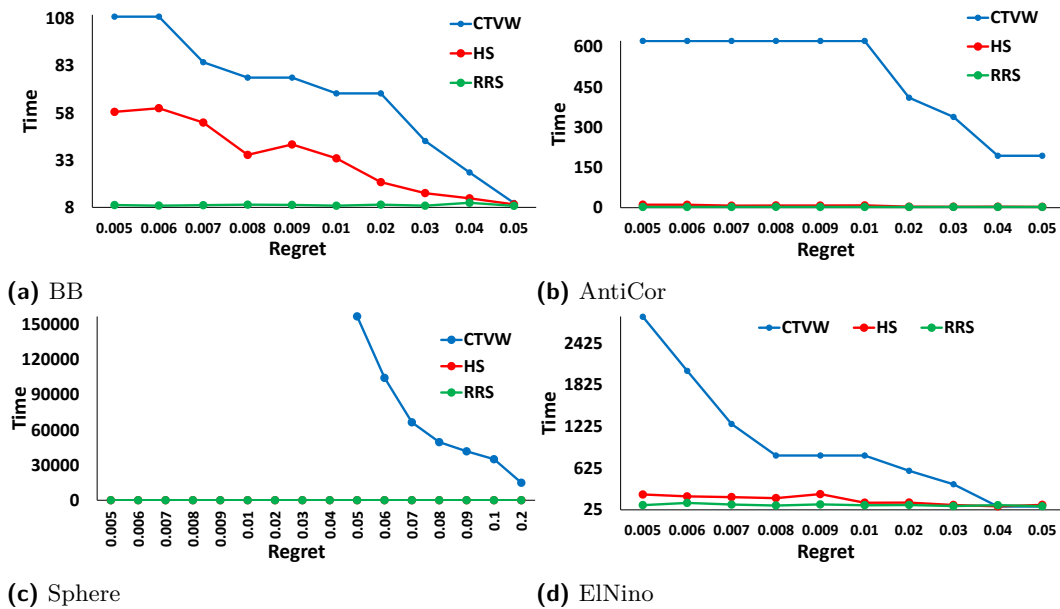 108
83
58
33
8
Time
CTVW
HS
RRS
0.005 0.006 0.007 0.008 0.009 0.01 0.02 0.03 0.04 0.05
Regret
(a) BB
600
450
300
150
0
Time
CTVW
HS
RRS
0.005 0.006 0.007 0.008 0.009 0.01 0.02 0.03 0.04 0.05
Regret
(b) AntiCor
150000
120000
90000
60000
30000
0
Time
CTVW
HS
RRS
0.005 0.006 0.007 0.008 0.009 0.01 0.02 0.03 0.04 0.05 0.06 0.07 0.08 0.09 0.1 0.2
Regret
(c) Sphere
2425
1825
1225
625
25
Time
CTVW HS RRS
0.005 0.006 0.007 0.008 0.009 0.01 0.02 0.03 0.04 0.05
Regret
(d) ElNino